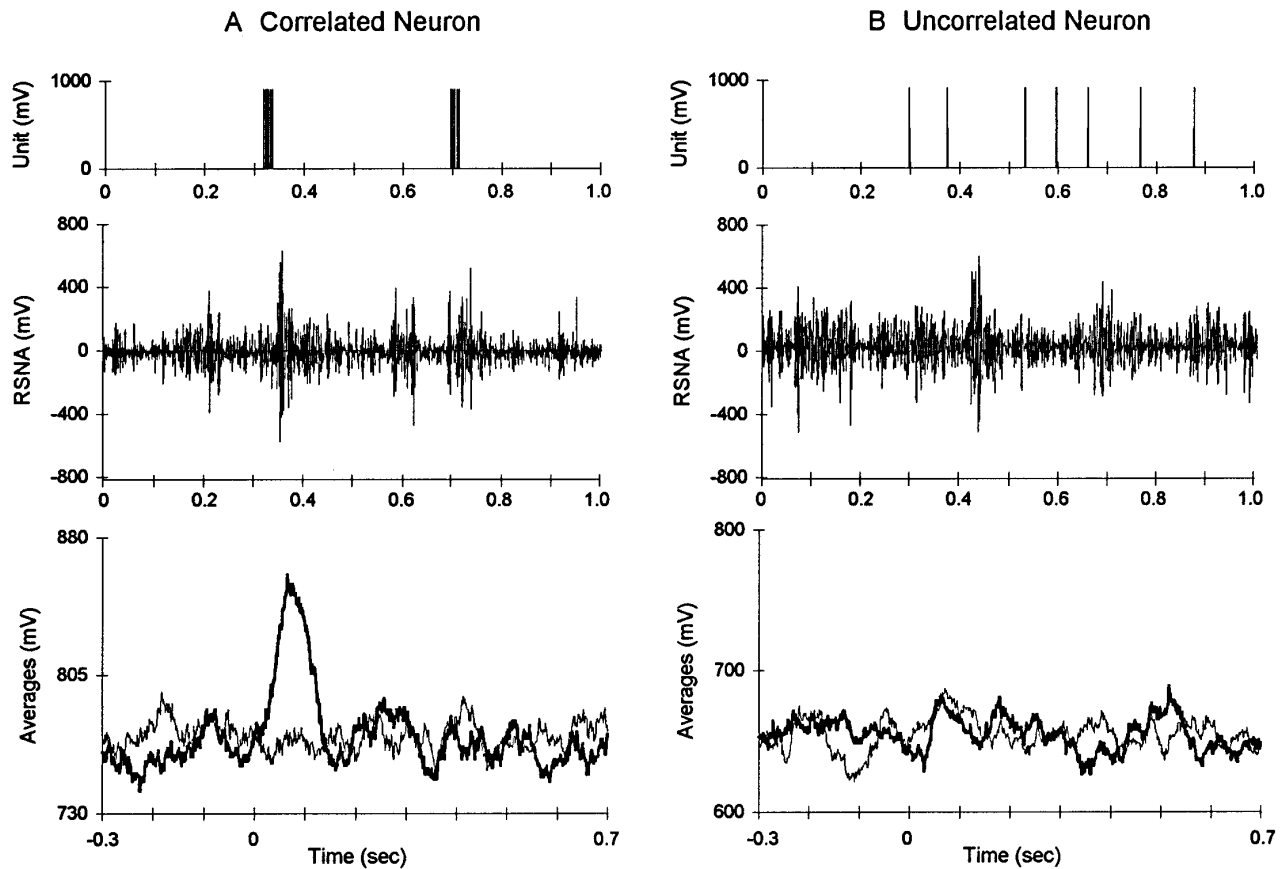 A Correlated Neuron
Unit (mV)
1000
0
0 0.2 0.4 0.6 0.8 1.0
RSNA (mV)
800
400
0
-400
-800
0 0.2 0.4 0.6 0.8 1.0
Averages (mV)
880
805
730
-0.3 0 0.7
Time (sec)
B Uncorrelated Neuron
Unit (mV)
1000
0
0 0.2 0.4 0.6 0.8 1.0
RSNA (mV)
800
400
0
-400
-800
0 0.2 0.4 0.6 0.8 1.0
Averages (mV)
800
700
600
-0.3 0 0.7
Time (sec)